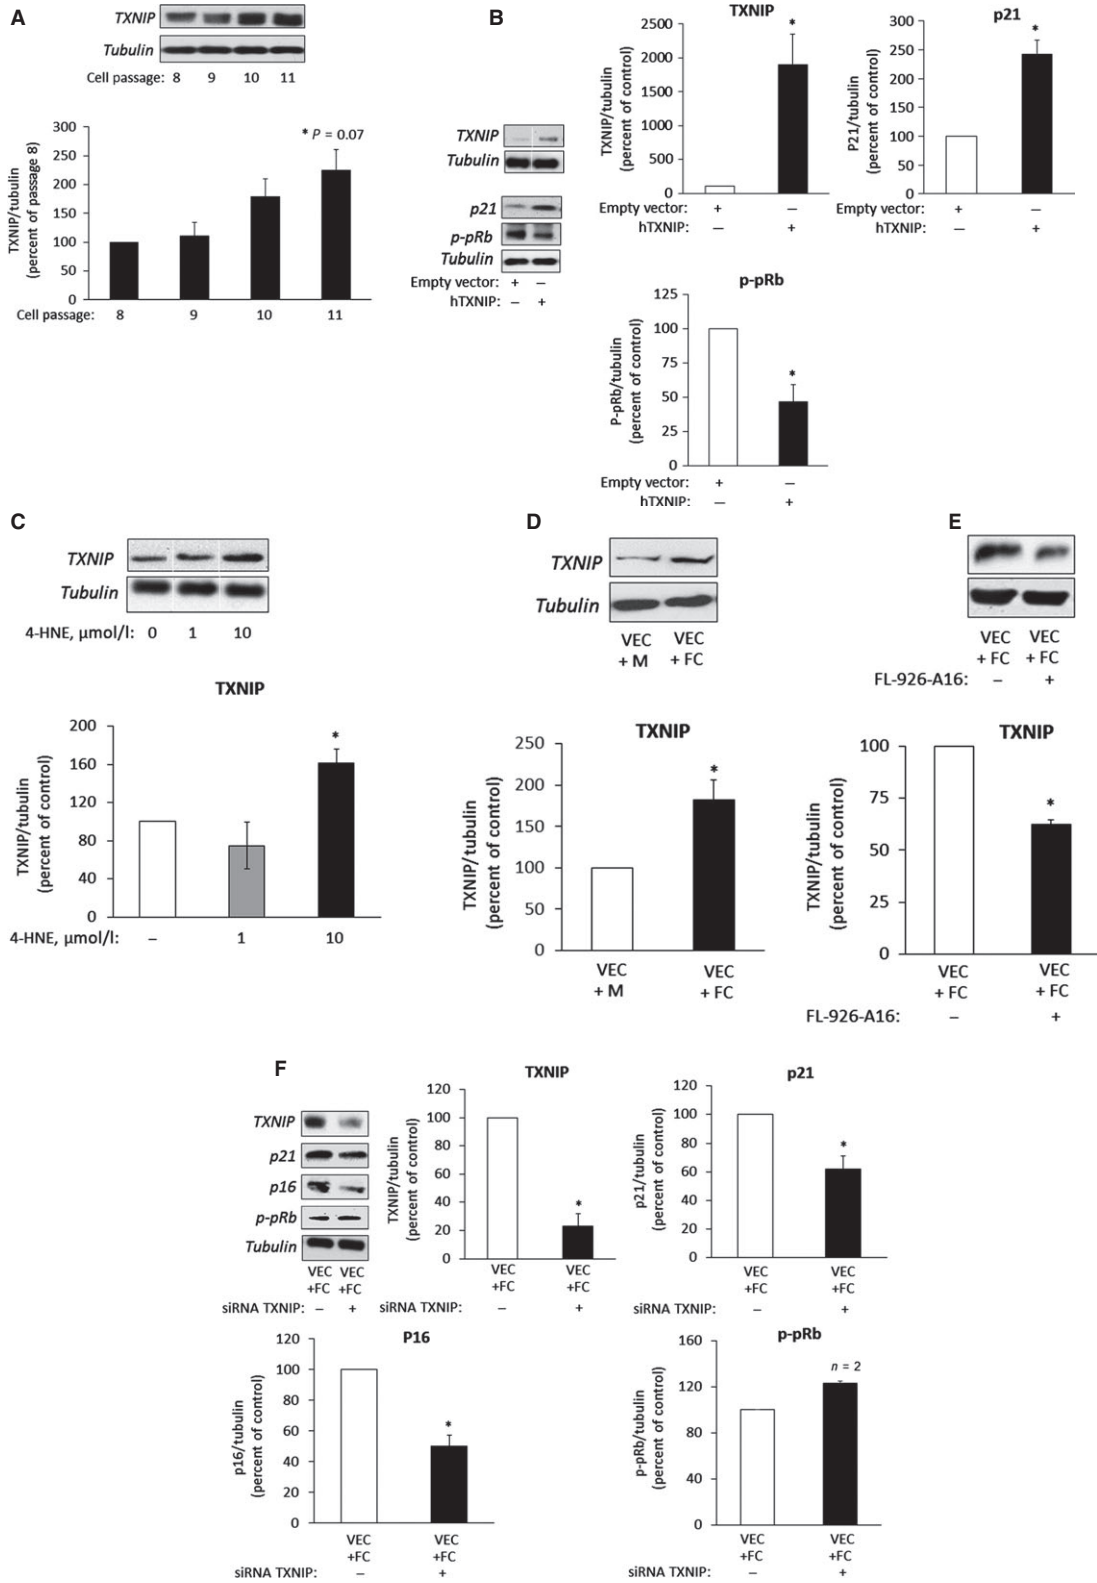 A
TXNIP
Tubulin
Cell passage: 8 9 10 11
TXNIP/tubulin
(percent of passage 8)
300
250
200
150
100
50
0
* P = 0.07
Cell passage: 8 9 10 11
B
TXNIP
Tubulin
p21
p-pRb
Tubulin
Empty vector: + –
hTXNIP: – +
TXNIP
TXNIP/tubulin
(percent of control)
2500
2000
1500
1000
500
0
*
Empty vector: + –
hTXNIP: – +
p21
P21/tubulin
(percent of control)
300
250
200
150
100
50
0
*
Empty vector: + –
hTXNIP: – +
p-pRb
P-pRb/tubulin
(percent of control)
125
100
75
50
25
0
*
Empty vector: + –
hTXNIP: – +
C
TXNIP
Tubulin
4-HNE, μmol/l: 0 1 10
TXNIP
TXNIP/tubulin
(percent of control)
200
160
120
80
40
0
*
4-HNE, μmol/l: – 1 10
D
TXNIP
Tubulin
VEC VEC
+ M + FC
TXNIP
TXNIP/tubulin
(percent of control)
250
200
150
100
50
0
*
VEC VEC
+ M + FC
E
VEC VEC
+ FC + FC
FL-926-A16: – +
TXNIP
TXNIP/tubulin
(percent of control)
100
75
50
25
0
*
VEC VEC
+ FC + FC
FL-926-A16: – +
F
TXNIP
p21
p16
p-pRb
Tubulin
VEC VEC
+FC +FC
siRNA TXNIP: – +
TXNIP
TXNIP/tubulin
(percent of control)
120
100
80
60
40
20
0
*
VEC VEC
+FC +FC
siRNA TXNIP: – +
p21
p21/tubulin
(percent of control)
120
100
80
60
40
20
0
*
VEC VEC
+FC +FC
siRNA TXNIP: – +
P16
p16/tubulin
(percent of control)
120
100
80
60
40
20
0
*
VEC VEC
+FC +FC
siRNA TXNIP: – +
p-pRb
p-pRb/tubulin
(percent of control)
160
120
80
40
0
n = 2
VEC VEC
+FC +FC
siRNA TXNIP: – +